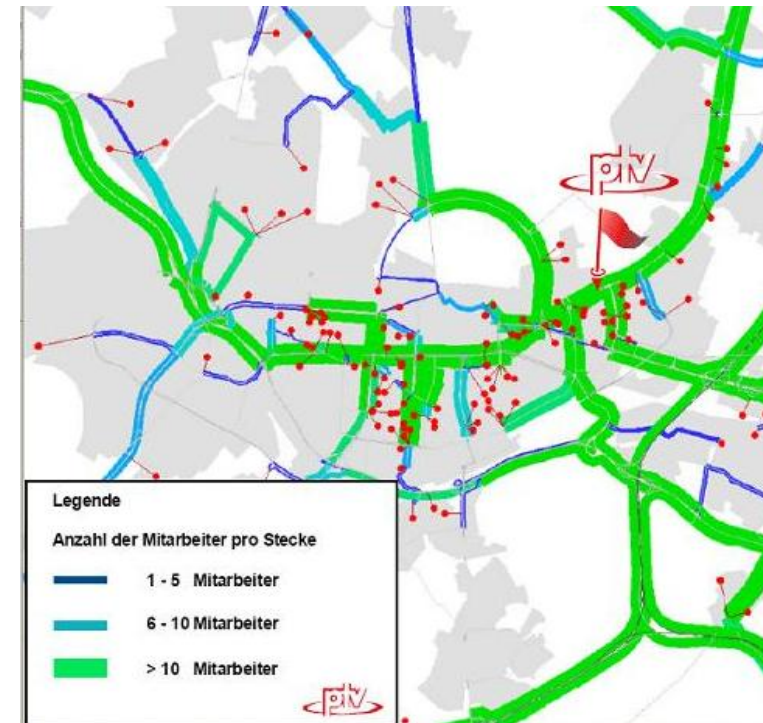 ptv
Legende
Anzahl der Mitarbeiter pro Stecke
1 - 5 Mitarbeiter
6 - 10 Mitarbeiter
> 10 Mitarbeiter
ptv